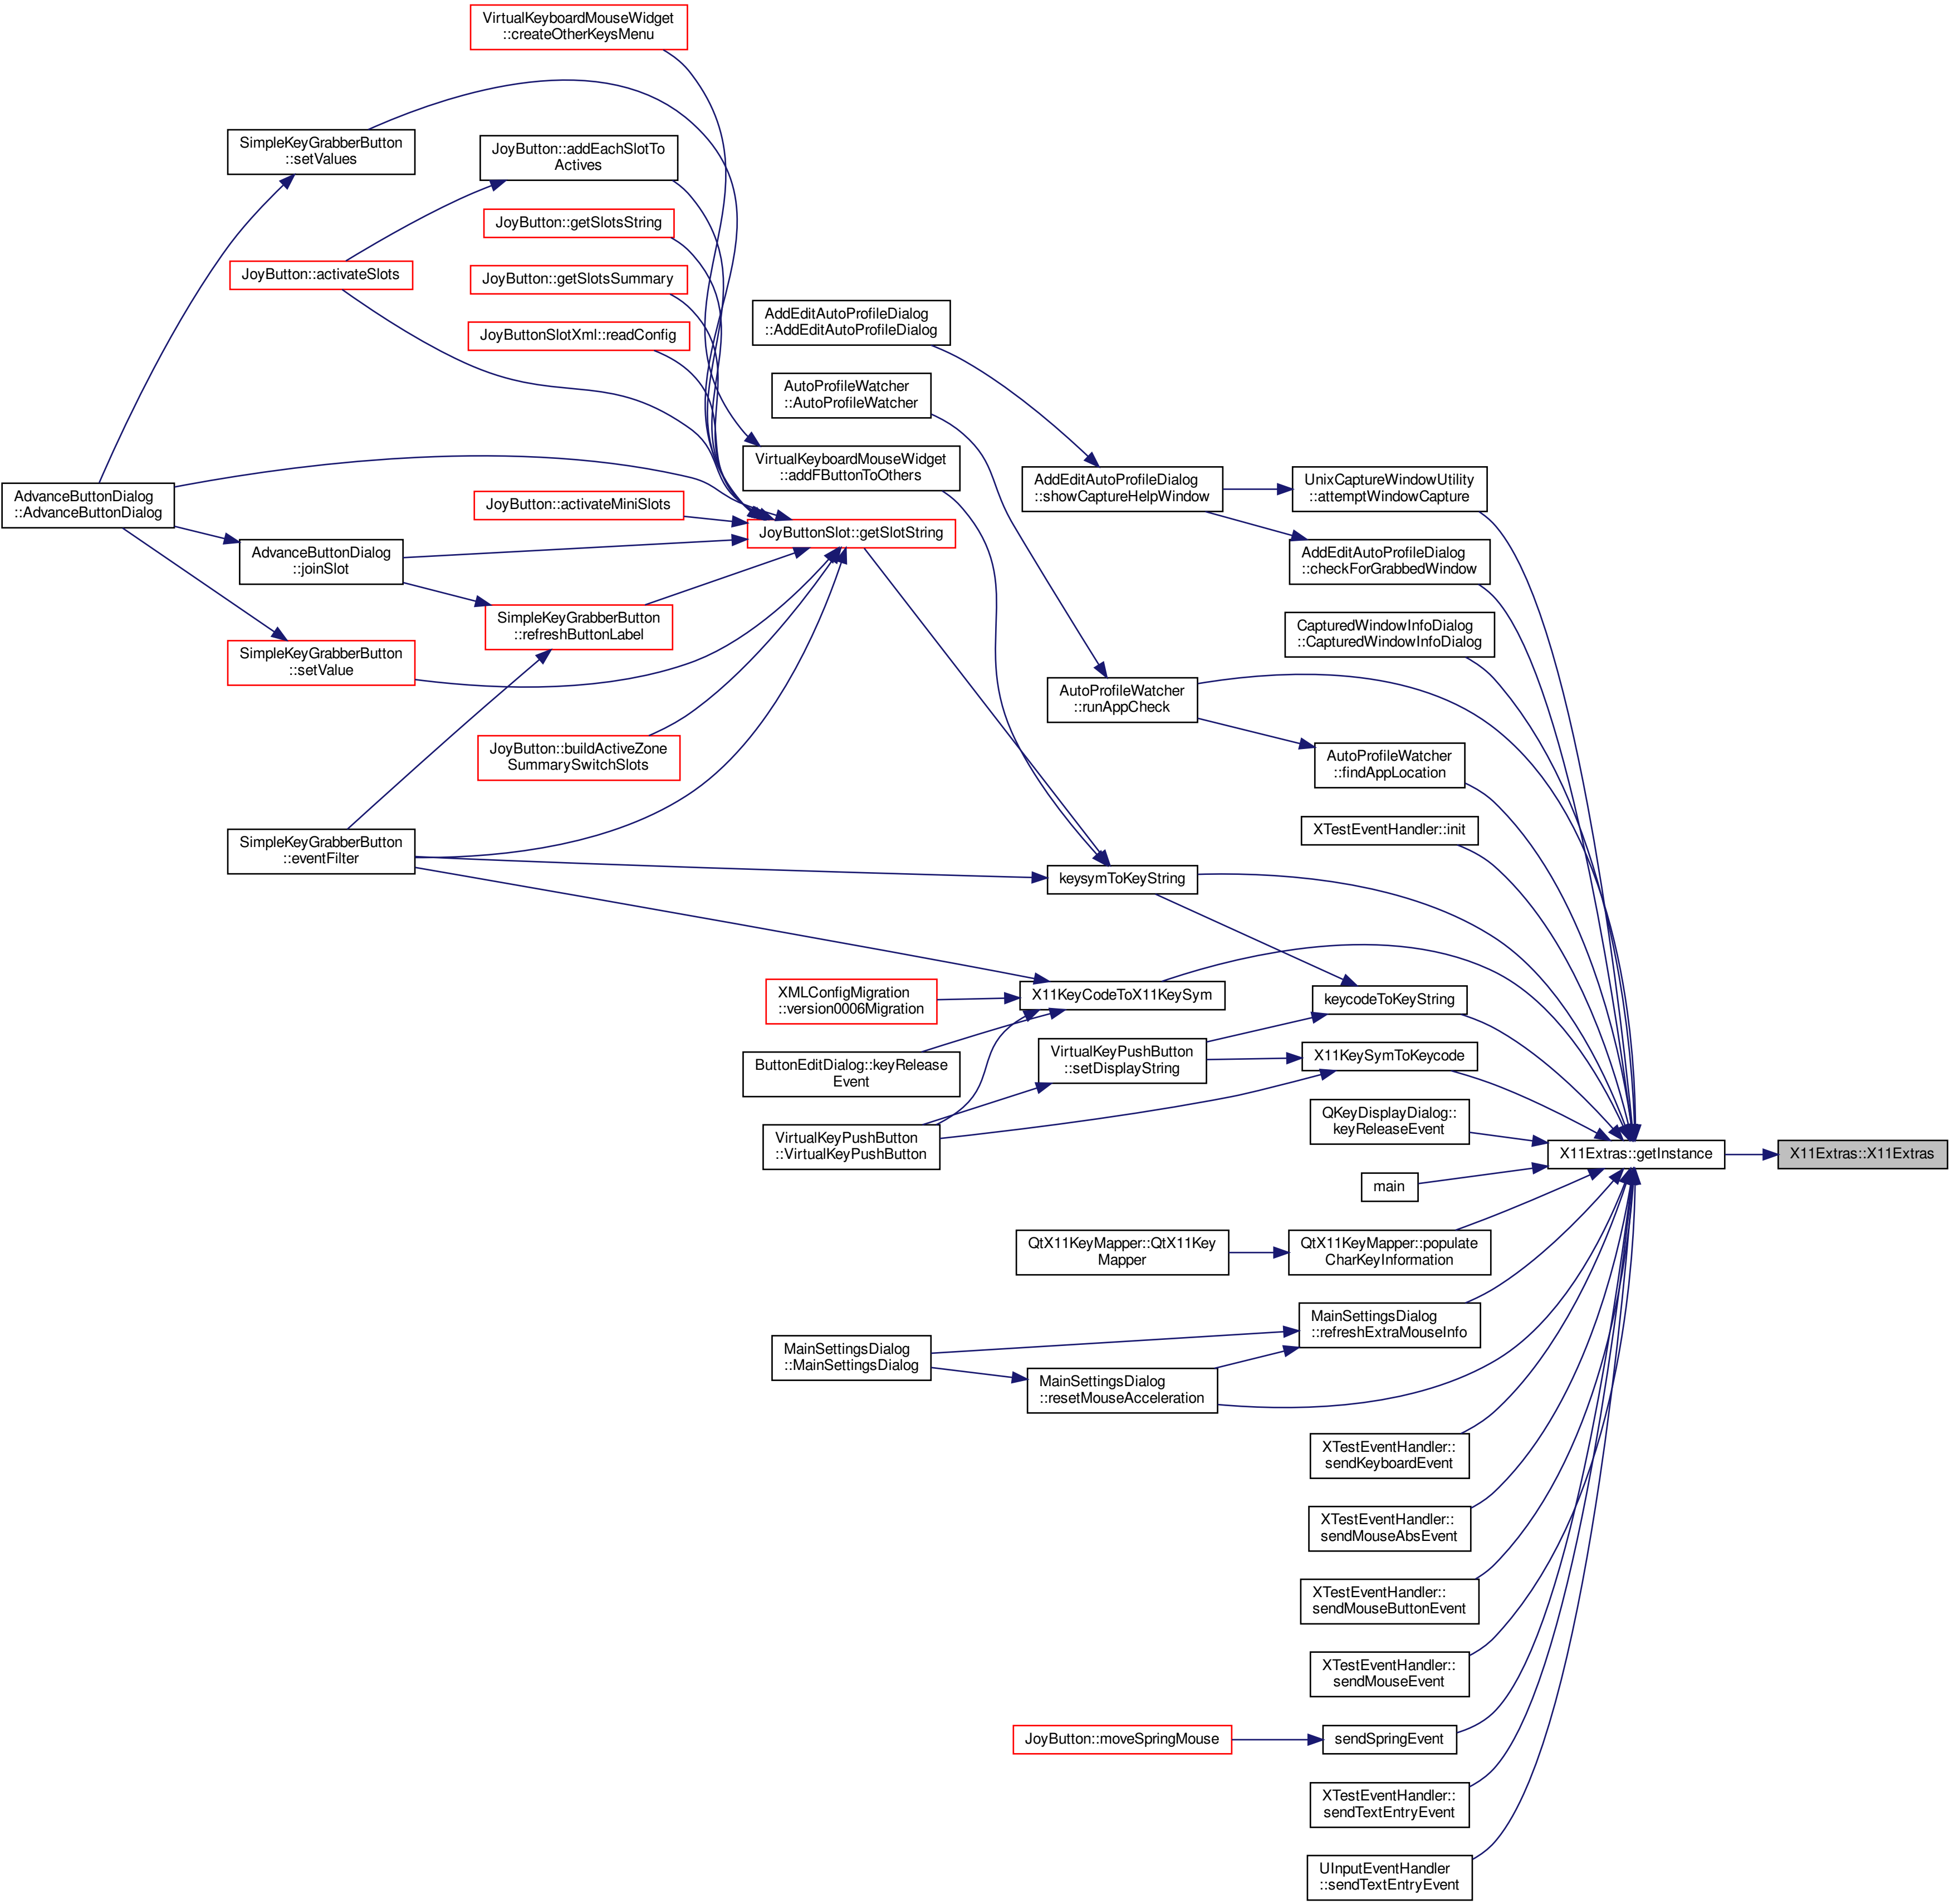 VirtualKeyboardMouseWidget
::createOtherKeysMenu
SimpleKeyGrabberButton
::setValues
JoyButton::addEachSlotTo
Actives
JoyButton::getSlotsString
JoyButton::activateSlots
JoyButton::getSlotsSummary
JoyButtonSlotXml::readConfig
AddEditAutoProfileDialog
::AddEditAutoProfileDialog
AutoProfileWatcher
::AutoProfileWatcher
VirtualKeyboardMouseWidget
::addFButtonToOthers
AddEditAutoProfileDialog
::showCaptureHelpWindow
UnixCaptureWindowUtility
::attemptWindowCapture
AdvanceButtonDialog
::AdvanceButtonDialog
JoyButton::activateMiniSlots
JoyButtonSlot::getSlotString
AdvanceButtonDialog
::joinSlot
AddEditAutoProfileDialog
::checkForGrabbedWindow
SimpleKeyGrabberButton
::refreshButtonLabel
CapturedWindowInfoDialog
::CapturedWindowInfoDialog
SimpleKeyGrabberButton
::setValue
AutoProfileWatcher
::runAppCheck
JoyButton::buildActiveZone
SummarySwitchSlots
AutoProfileWatcher
::findAppLocation
XTestEventHandler::init
SimpleKeyGrabberButton
::eventFilter
keysymToKeyString
XMLConfigMigration
::version0006Migration
X11KeyCodeToX11KeySym
keycodeToKeyString
ButtonEditDialog::keyRelease
Event
VirtualKeyPushButton
::setDisplayString
X11KeySymToKeycode
VirtualKeyPushButton
::VirtualKeyPushButton
QKeyDisplayDialog::
keyReleaseEvent
X11Extras::getInstance
X11Extras::X11Extras
main
QtX11KeyMapper::QtX11Key
Mapper
QtX11KeyMapper::populate
CharKeyInformation
MainSettingsDialog
::refreshExtraMouseInfo
MainSettingsDialog
::MainSettingsDialog
MainSettingsDialog
::resetMouseAcceleration
XTestEventHandler::
sendKeyboardEvent
XTestEventHandler::
sendMouseAbsEvent
XTestEventHandler::
sendMouseButtonEvent
XTestEventHandler::
sendMouseEvent
JoyButton::moveSpringMouse
sendSpringEvent
XTestEventHandler::
sendTextEntryEvent
UInputEventHandler
::sendTextEntryEvent